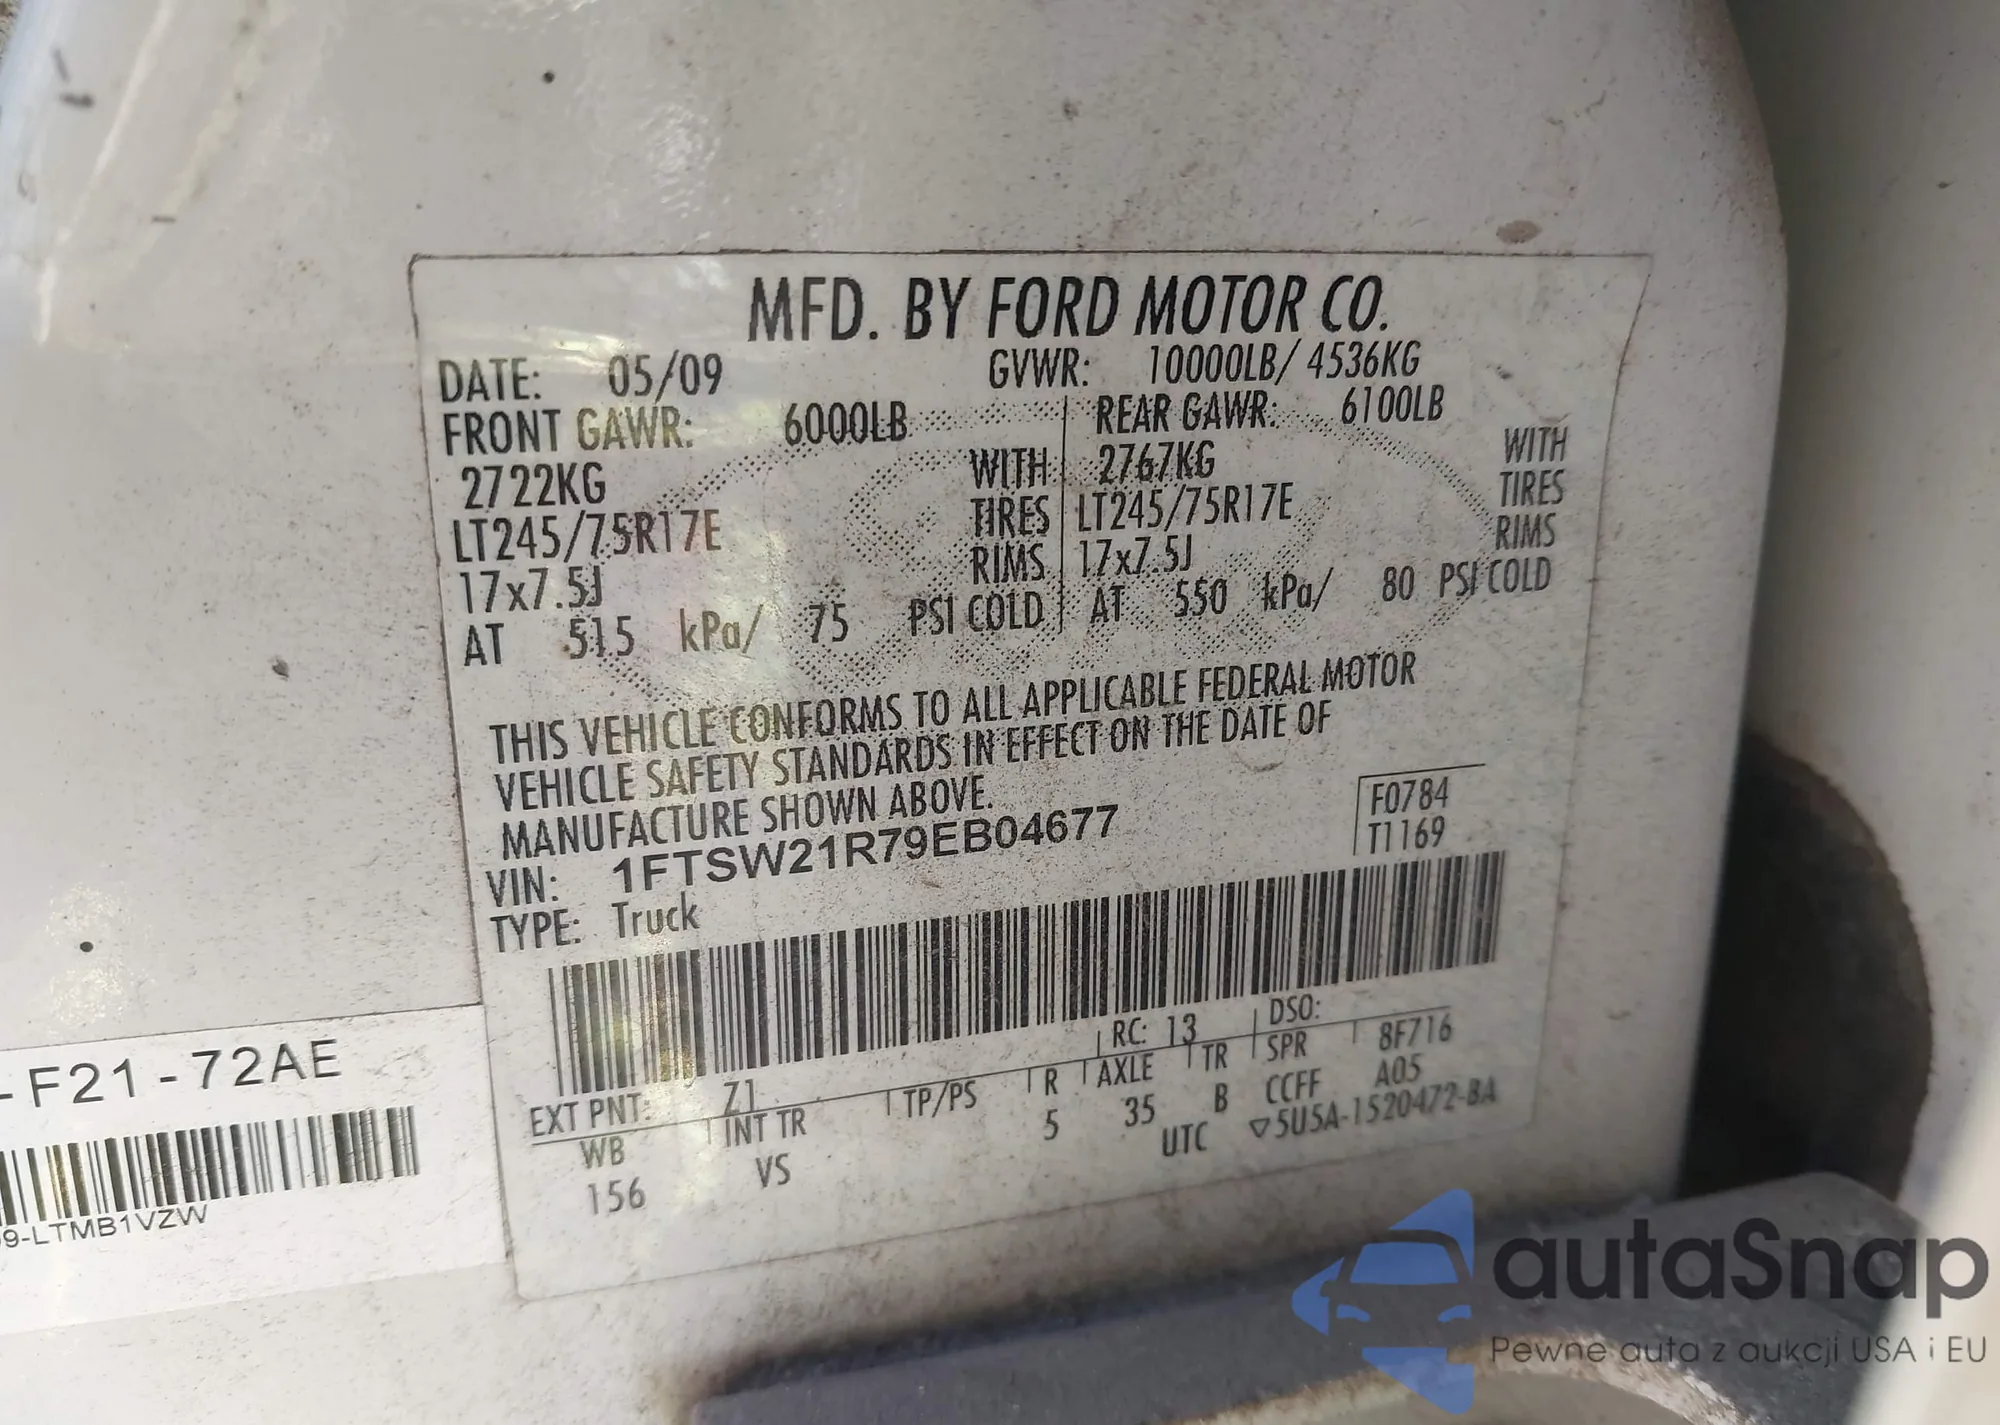 MFD. BY FORD MOTOR CO.
DATE: 05/09 GVWR: 10000LB/ 4536KG
FRONT GAWR: 6000LB REAR GAWR: 6100LB
2722KG WITH 2767KG WITH
LT245/75R17E TIRES LT245/75R17E TIRES
17x7.5J RIMS 17x7.5J RIMS
AT 515 kPa/ 75 PSI COLD AT 550 kPa/ 80 PSI COLD
THIS VEHICLE CONFORMS TO ALL APPLICABLE FEDERAL MOTOR
VEHICLE SAFETY STANDARDS IN EFFECT ON THE DATE OF
MANUFACTURE SHOWN ABOVE.
F0784
VIN: 1FTSW21R79EB04677 T1169
TYPE: Truck
RC: 13 DSO:
EXT PNT: Z1 8F716
WB INT TR TP/PS R AXLE TR SPR
156 VS 5 35 B CCFF A05
UTC ▽5U5A-1520472-BA
-F21-72AE
09-LTMB1VZW
autaSnap
Pewne auta z aukcji USA i EU